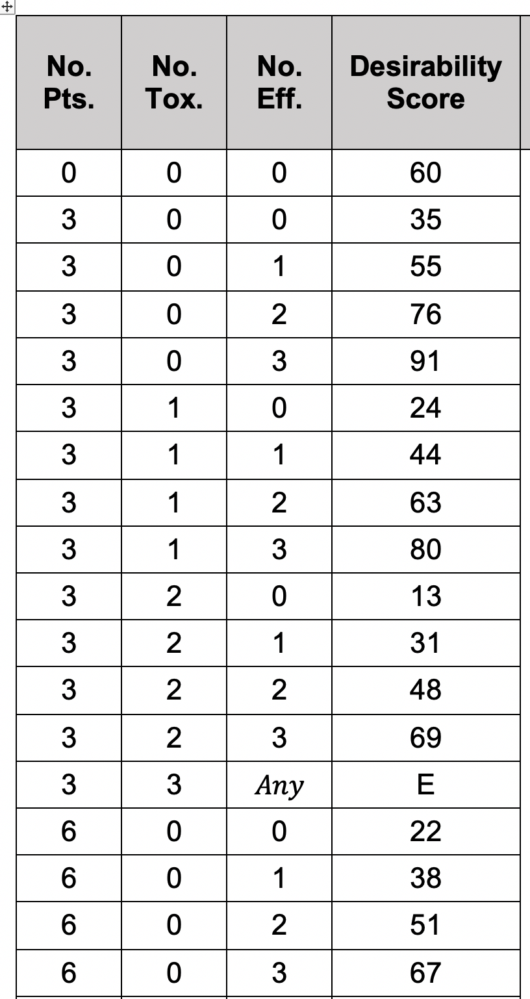 No. Pts. No. Tox. No. Eff. Desirability Score
0 0 0 60
3 0 0 35
3 0 1 55
3 0 2 76
3 0 3 91
3 1 0 24
3 1 1 44
3 1 2 63
3 1 3 80
3 2 0 13
3 2 1 31
3 2 2 48
3 2 3 69
3 3 Any E
6 0 0 22
6 0 1 38
6 0 2 51
6 0 3 67